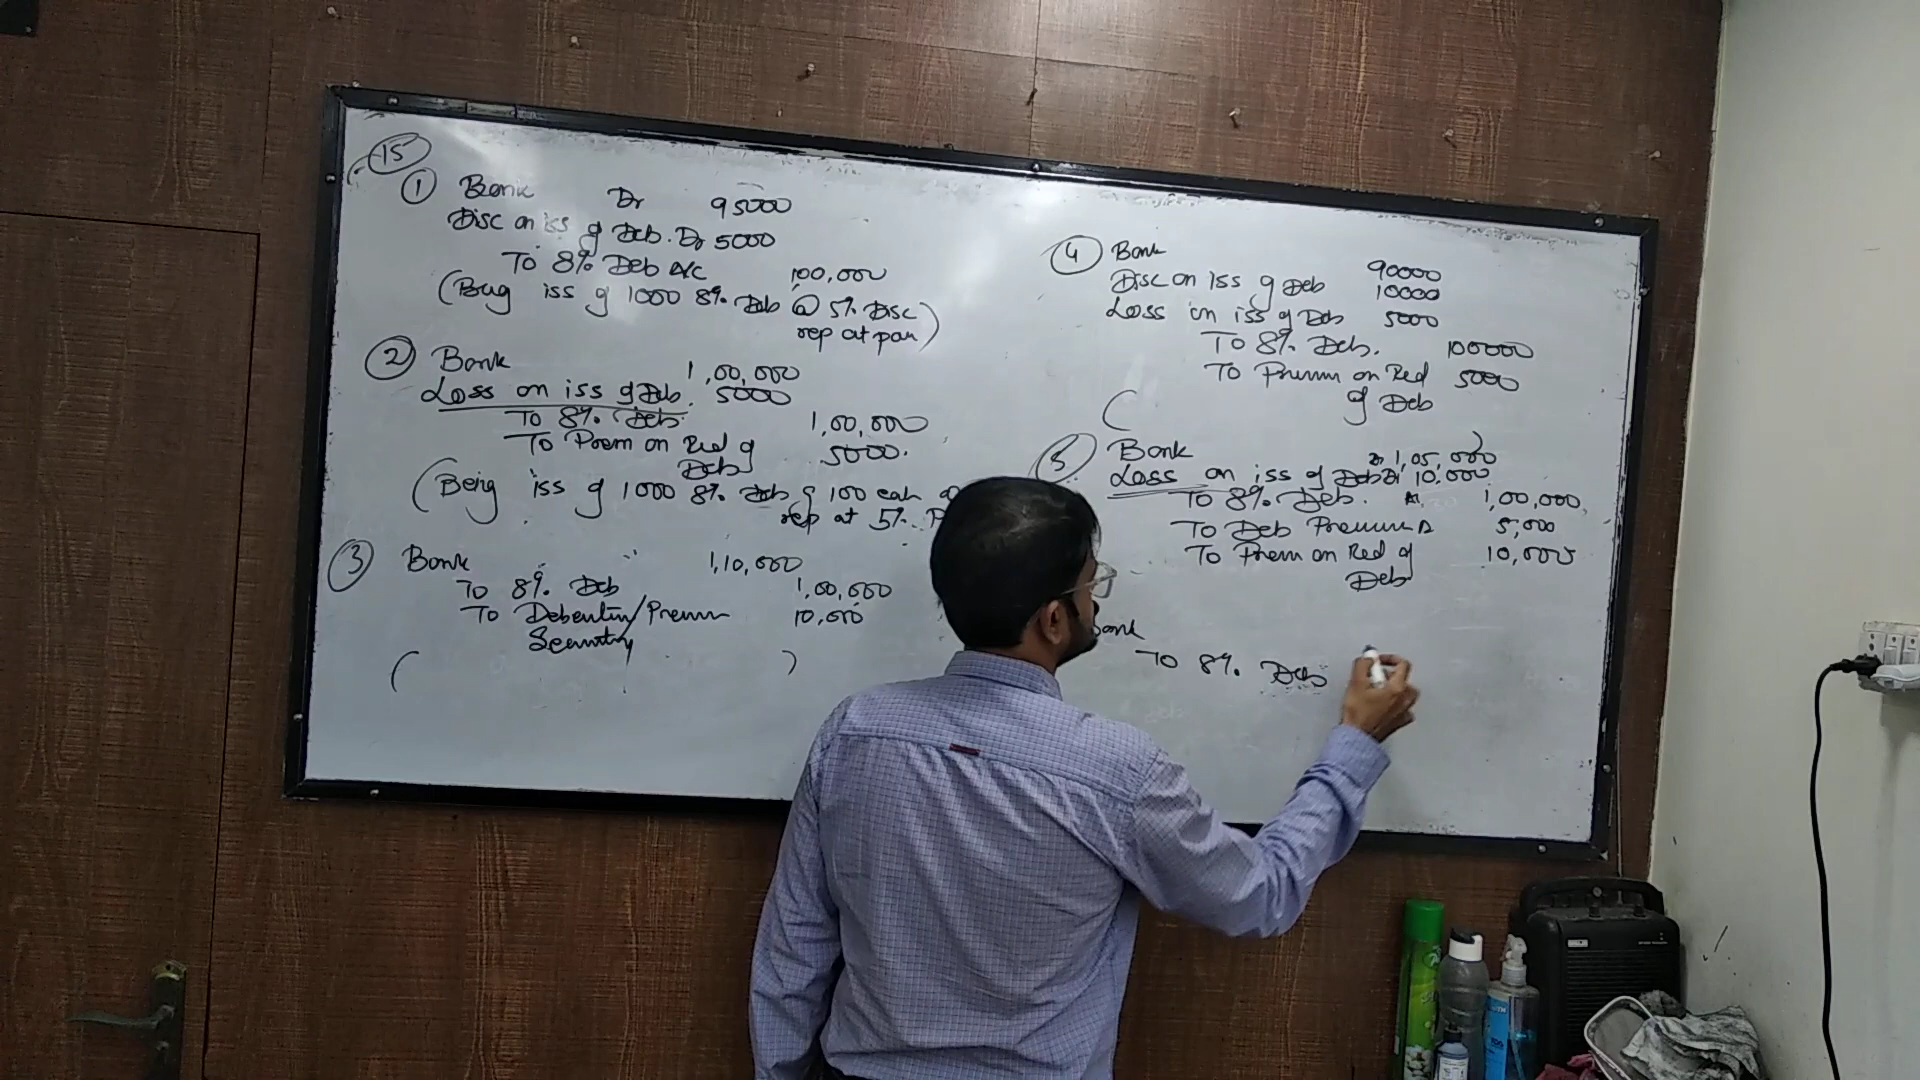 15
① Bank Dr 95000
Disc on iss of Deb. Dr 5000
To 8% Deb A/c 100,000
(Being iss of 1000 8% Deb @ 5% Disc
rep at par)
② Bank 1,00,000
Loss on iss of Deb. 5000
To 8% Deb. 1,00,000
To Prem on Red of 5000.
Deb
(Being iss of 1000 8% Deb of 100 each
rep at 5% P
③ Bank 1,10,000
To 8% Deb 1,00,000
To Debenture/Premium 10,000
Security
( )
④ Bank 90000
Disc on Iss of Deb 10000
Loss on iss of Deb 5000
To 8% Deb. 100000
To Premm on Red 5000
of Deb
( )
⑤ Bank Dr 1,05,000
Loss on iss of Deb Dr 10,000
To 8% Deb. 1,00,000
To Deb Premium 5,000
To Prem on Red of 10,000
Deb
Bank
To 8% Deb